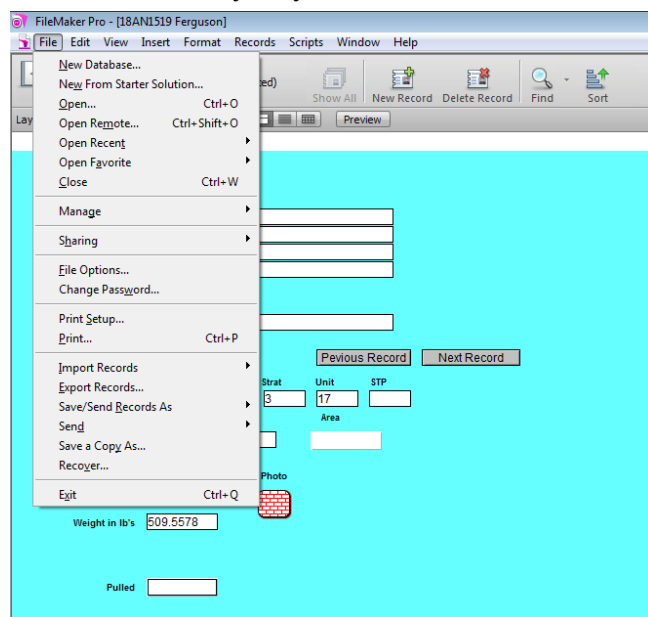 FileMaker Pro - [18AN1519 Ferguson]
File Edit View Insert Format Records Scripts Window Help
New Database...
New From Starter Solution...
ed)
Show All New Record Delete Record Find Sort
Open... Ctrl+O
Lay
Open Remote... Ctrl+Shift+O
Preview
Open Recent
Open Favorite
Close Ctrl+W
Manage
Sharing
File Options...
Change Password...
Print Setup...
Print... Ctrl+P
Pevious Record Next Record
Import Records
Export Records...
Strat Unit STP
3 17
Save/Send Records As
Area
Send
Save a Copy As...
Recover...
Photo
Exit Ctrl+Q
Weight in lb's 509.5578
Pulled